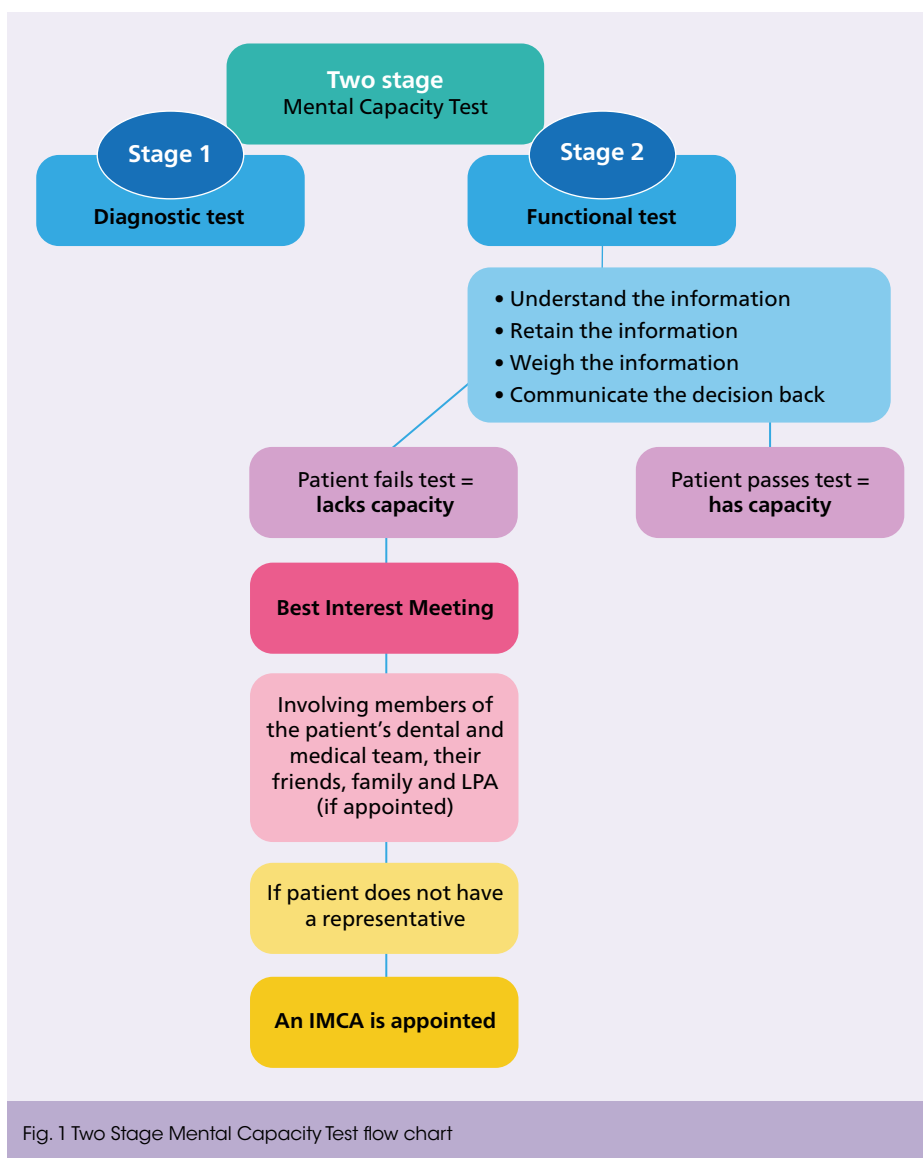 Two stage
Mental Capacity Test
Stage 1
Diagnostic test
Stage 2
Functional test
• Understand the information
• Retain the information
• Weigh the information
• Communicate the decision back
Patient fails test =
lacks capacity
Patient passes test =
has capacity
Best Interest Meeting
Involving members of
the patient's dental and
medical team, their
friends, family and LPA
(if appointed)
If patient does not have
a representative
An IMCA is appointed
Fig. 1 Two Stage Mental Capacity Test flow chart